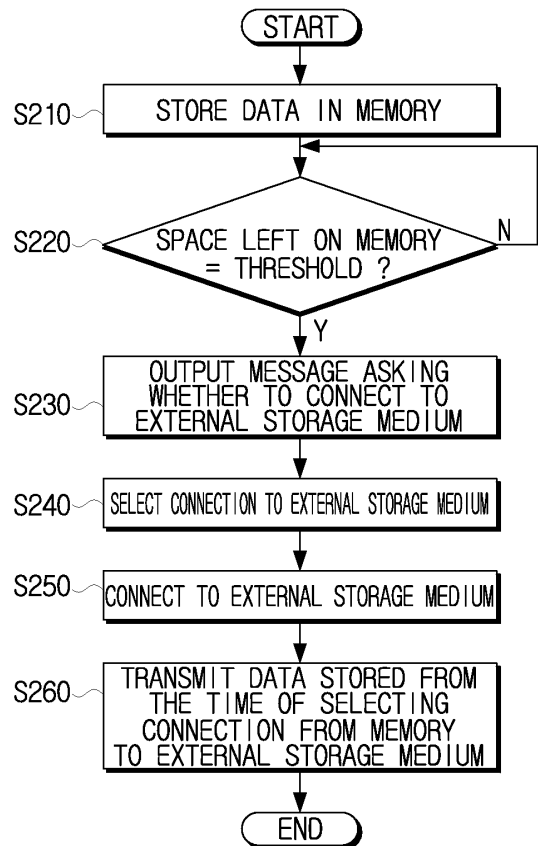 START
S210
STORE DATA IN MEMORY
S220
SPACE LEFT ON MEMORY
= THRESHOLD ?
N
Y
S230
OUTPUT MESSAGE ASKING
WHETHER TO CONNECT TO
EXTERNAL STORAGE MEDIUM
S240
SELECT CONNECTION TO EXTERNAL STORAGE MEDIUM
S250
CONNECT TO EXTERNAL STORAGE MEDIUM
S260
TRANSMIT DATA STORED FROM
THE TIME OF SELECTING
CONNECTION FROM MEMORY
TO EXTERNAL STORAGE MEDIUM
END